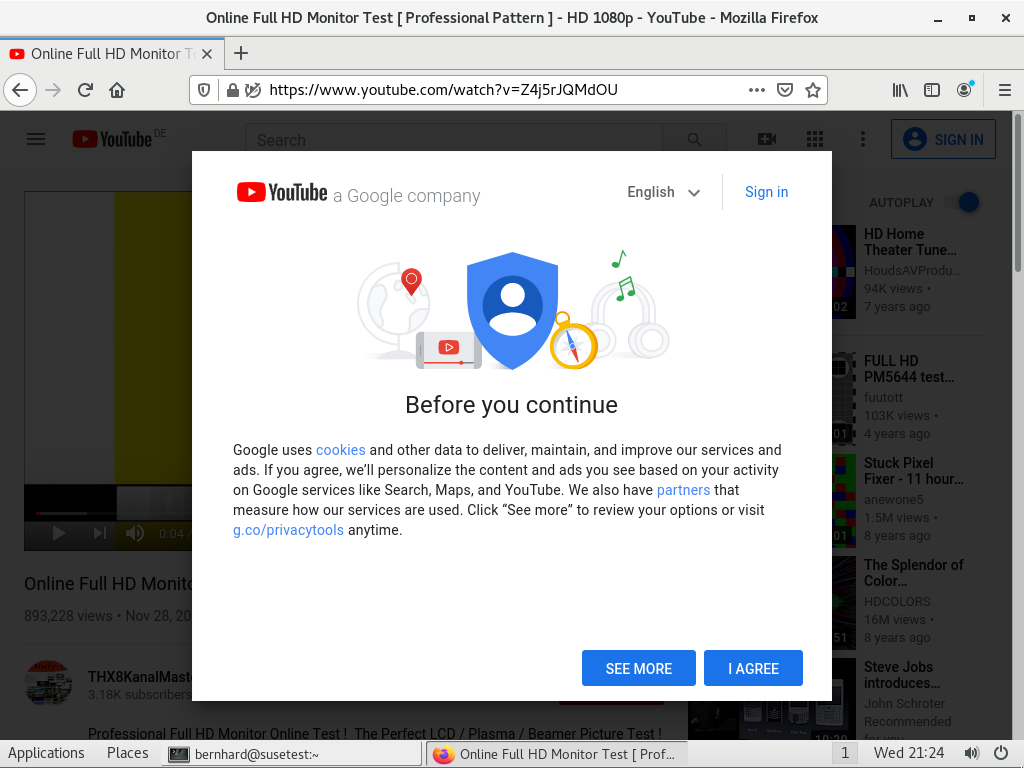 Online Full HD Monitor Test [ Professional Pattern ] - HD 1080p - YouTube - Mozilla Firefox
Online Full HD Monitor T
https://www.youtube.com/watch?v=Z4j5rJQMdOU
YouTube DE
Search
SIGN IN
YouTube a Google company
English
Sign in
AUTOPLAY
HD Home
Theater Tune...
HoudsAVProdu...
94K views •
7 years ago
02
Before you continue
FULL HD
PM5644 test...
fuutott
103K views •
4 years ago
01
Google uses cookies and other data to deliver, maintain, and improve our services and
ads. If you agree, we'll personalize the content and ads you see based on your activity
on Google services like Search, Maps, and YouTube. We also have partners that
measure how our services are used. Click “See more” to review your options or visit
g.co/privacytools anytime.
Stuck Pixel
Fixer - 11 hour...
anewone5
1.5M views •
8 years ago
01
0:04 /
The Splendor of
Color...
HDCOLORS
16M views •
8 years ago
51
Online Full HD Monito
893,228 views • Nov 28, 20
SEE MORE
I AGREE
THX8KanalMaste
3.18K subscribers
Steve Jobs
introduces...
John Schroter
Recommended
for you
10:20
Professional Full HD Monitor Online Test ! The Perfect LCD / Plasma / Beamer Picture Test !
Applications
Places
bernhard@susetest:~
Online Full HD Monitor Test [ Prof...
1
Wed 21:24